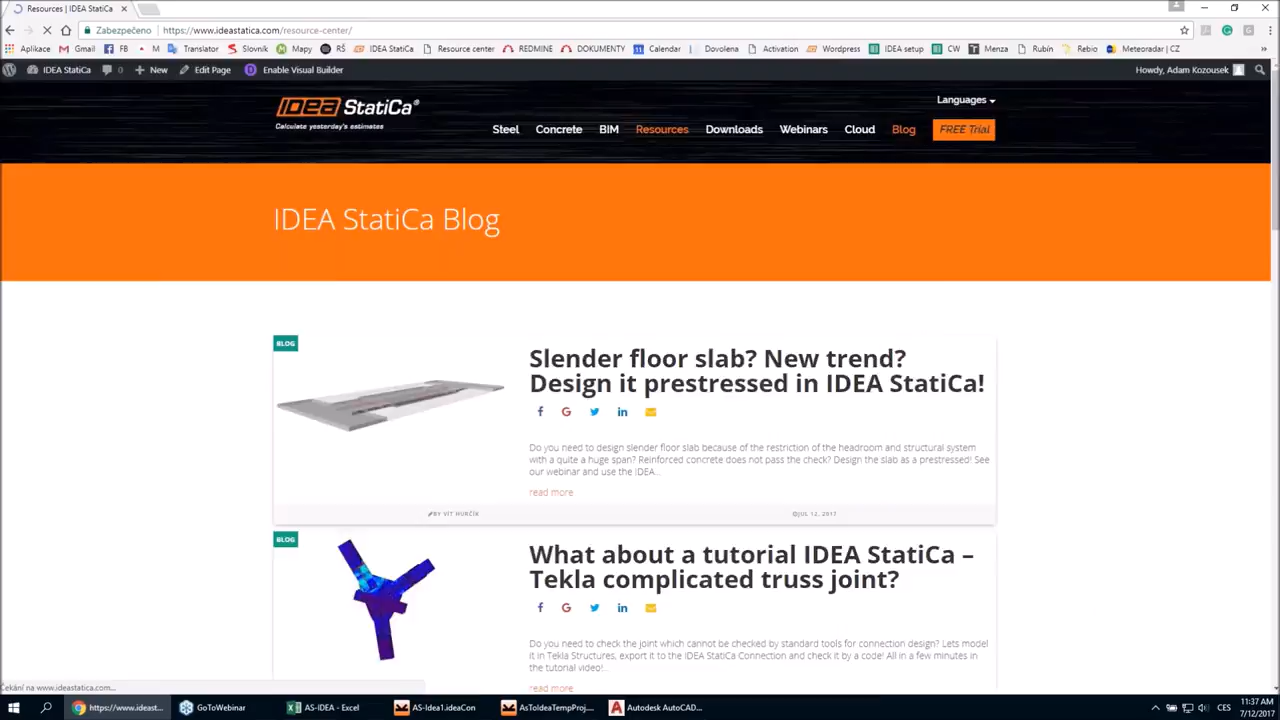 Resources | IDEA StatiCa
Zabezpečeno https://www.ideastatica.com/resource-center/
Aplikace Gmail FB M Translator Slovník Mapy RŠ IDEA StatiCa Resource center REDMINE DOKUMENTY Calendar Dovolena Activation Wordpress IDEA setup CW Menza Rubín Rebio Meteoradar | CZ »
IDEA StatiCa 0 New Edit Page Enable Visual Builder Howdy, Adam Kozousek
Languages
IDEA StatiCa®
Calculate yesterday's estimates
Steel Concrete BIM Resources Downloads Webinars Cloud Blog FREE Trial
IDEA StatiCa Blog
BLOG
Slender floor slab? New trend?
Design it prestressed in IDEA StatiCa!
Do you need to design slender floor slab because of the restriction of the headroom and structural system
with a quite a huge span? Reinforced concrete does not pass the check? Design the slab as a prestressed! See
our webinar and use the IDEA...
read more
BY VÍT HURČÍK JUL 12, 2017
BLOG
What about a tutorial IDEA StatiCa –
Tekla complicated truss joint?
Do you need to check the joint which cannot be checked by standard tools for connection design? Lets model
it in Tekla Structures, export it to the IDEA StatiCa Connection and check it by a code! All in a few minutes in
the tutorial video!..
read more
Čekání na www.ideastatica.com...
https://www.ideast... GoToWebinar AS-IDEA - Excel AS-Idea1.ideaCon AsToIdeaTempProj... Autodesk AutoCAD... CES 11:37 AM
7/12/2017